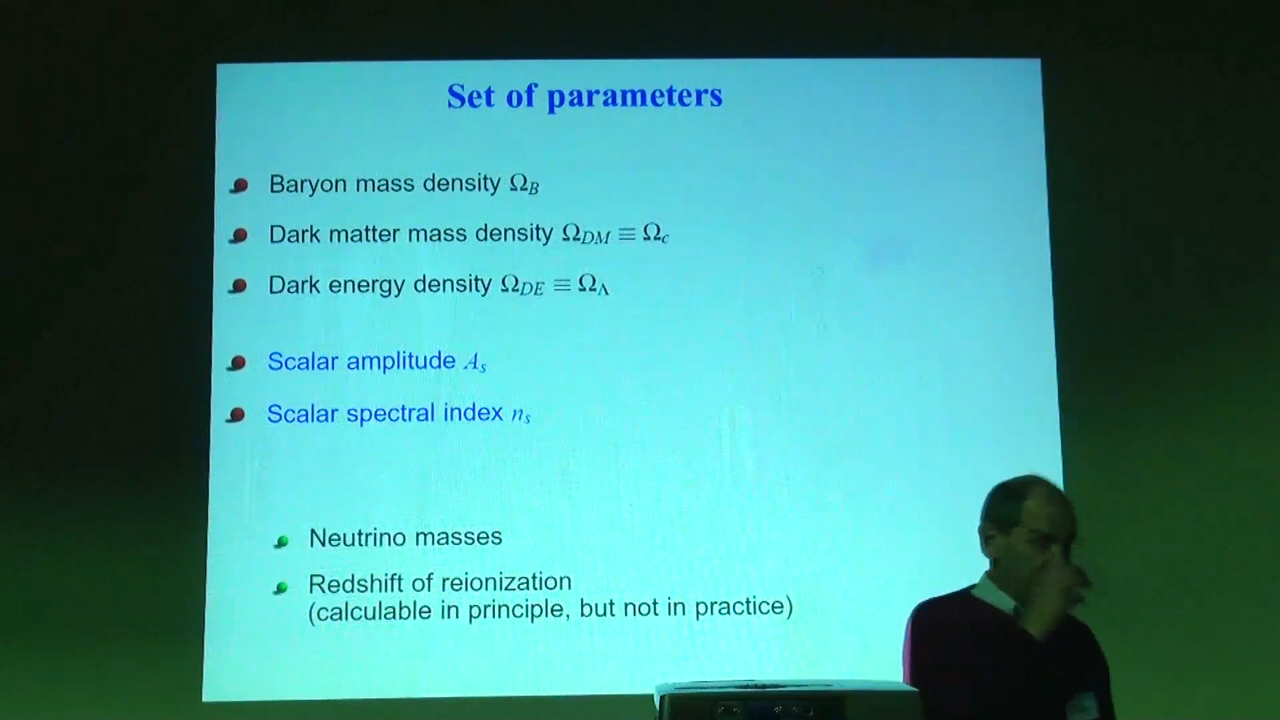 Set of parameters
Baryon mass density Ω_B
Dark matter mass density Ω_DM ≡ Ω_c
Dark energy density Ω_DE ≡ Ω_Λ
Scalar amplitude A_s
Scalar spectral index n_s
Neutrino masses
Redshift of reionization
(calculable in principle, but not in practice)